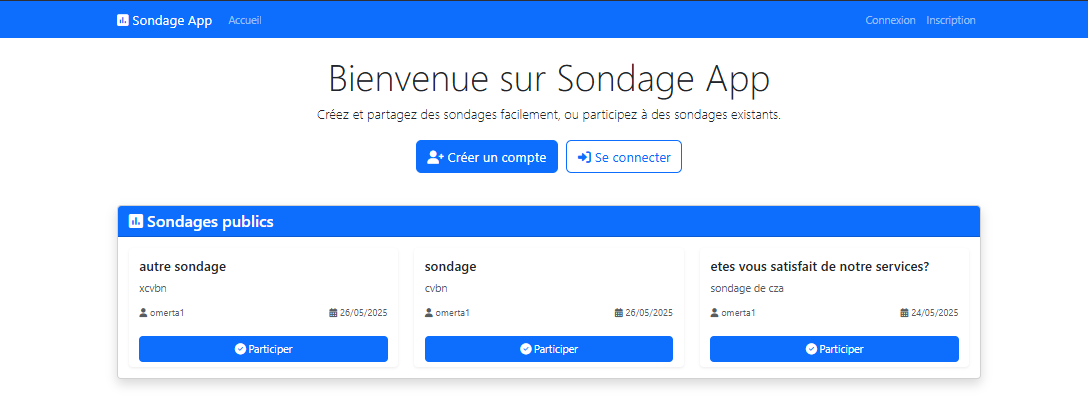 Sondage App Accueil Connexion Inscription
Bienvenue sur Sondage App
Créez et partagez des sondages facilement, ou participez à des sondages existants.
Créer un compte Se connecter
Sondages publics
autre sondage
xcvbn
omerta1 26/05/2025
Participer
sondage
cvbn
omerta1 26/05/2025
Participer
etes vous satisfait de notre services?
sondage de cza
omerta1 24/05/2025
Participer